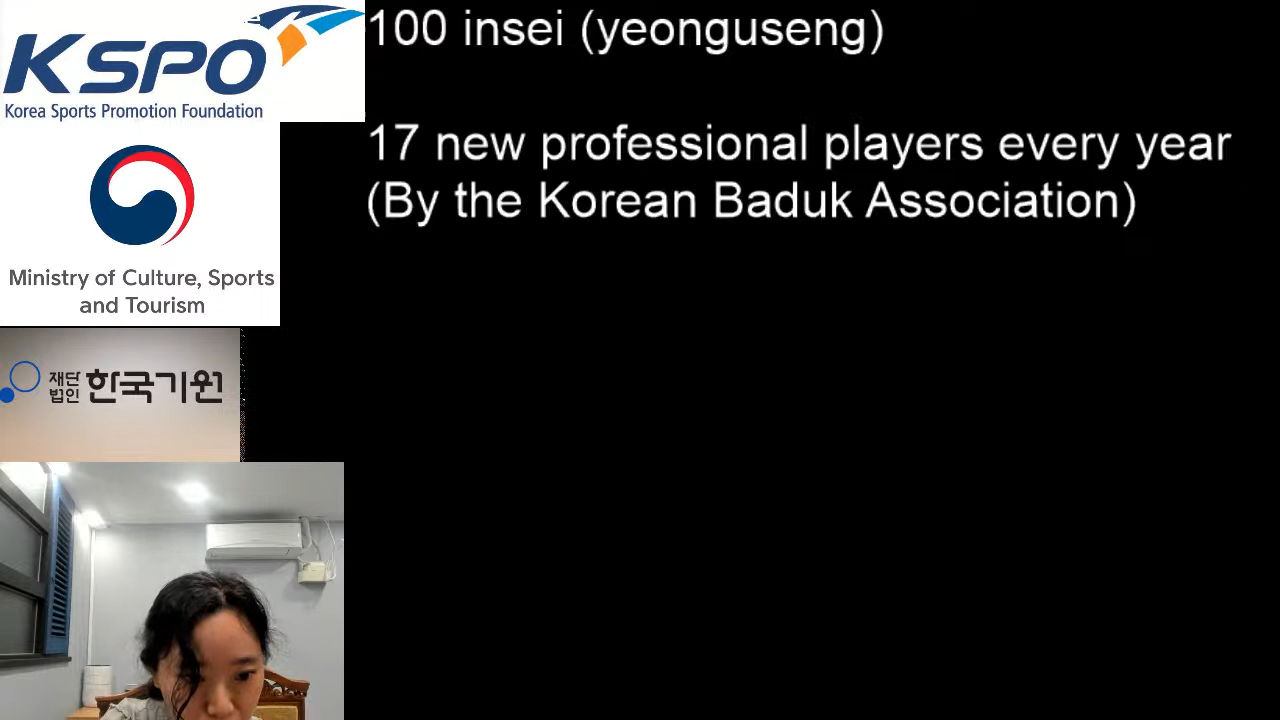 KSPO
Korea Sports Promotion Foundation
Ministry of Culture, Sports
and Tourism
재단
법인
한국기원
100 insei (yeonguseng)
17 new professional players every year
(By the Korean Baduk Association)